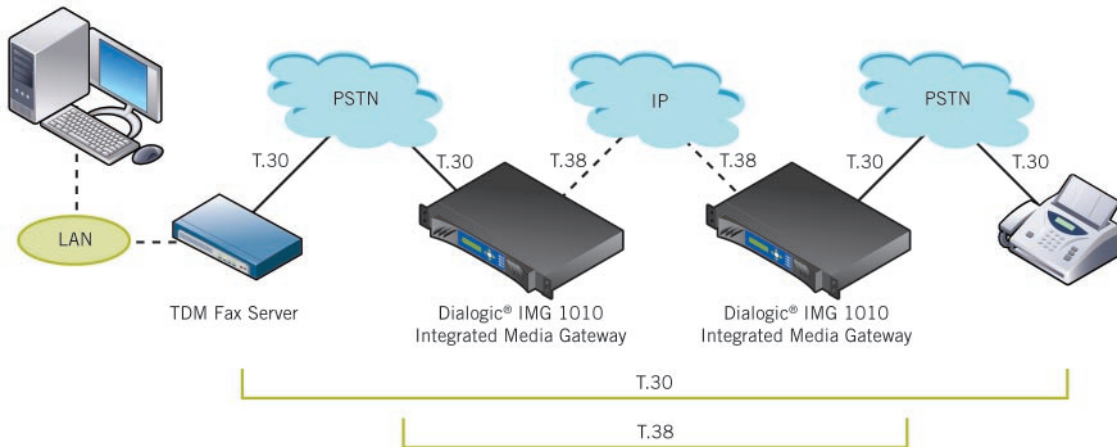 PSTN
IP
PSTN
T.30
T.30
T.38
T.38
T.30
T.30
LAN
TDM Fax Server
Dialogic® IMG 1010
Integrated Media Gateway
Dialogic® IMG 1010
Integrated Media Gateway
T.30
T.38